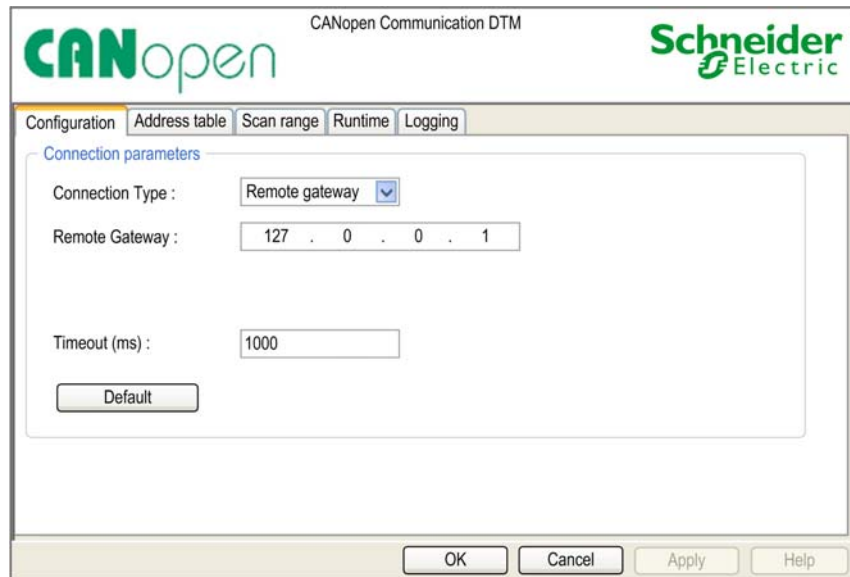 CANopen
CANopen Communication DTM
Schneider
Electric
Configuration Address table Scan range Runtime Logging
Connection parameters
Connection Type : Remote gateway
Remote Gateway : 127 . 0 . 0 . 1
Timeout (ms) : 1000
Default
OK Cancel Apply Help